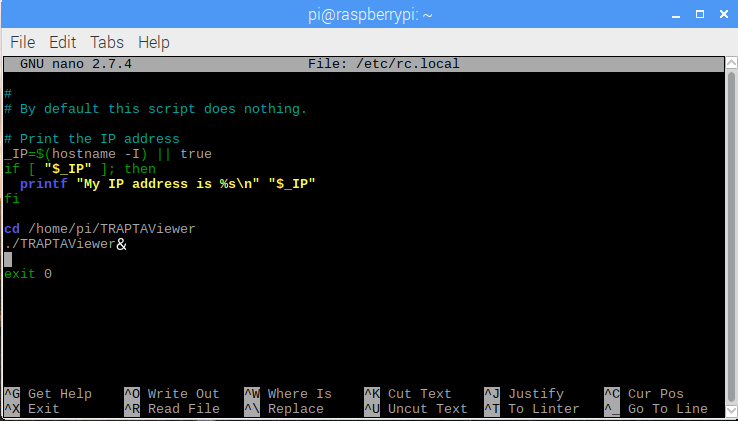 pi@raspberrypi: ~
File Edit Tabs Help
GNU nano 2.7.4 File: /etc/rc.local
#
# By default this script does nothing.
# Print the IP address
_IP=$(hostname -I) || true
if [ "$_IP" ]; then
printf "My IP address is %s\n" "$_IP"
fi
cd /home/pi/TRAPTAViewer
./TRAPTAViewer&
exit 0
^G Get Help ^O Write Out ^W Where Is ^K Cut Text ^J Justify ^C Cur Pos
^X Exit ^R Read File ^\ Replace ^U Uncut Text ^T To Linter ^_ Go To Line